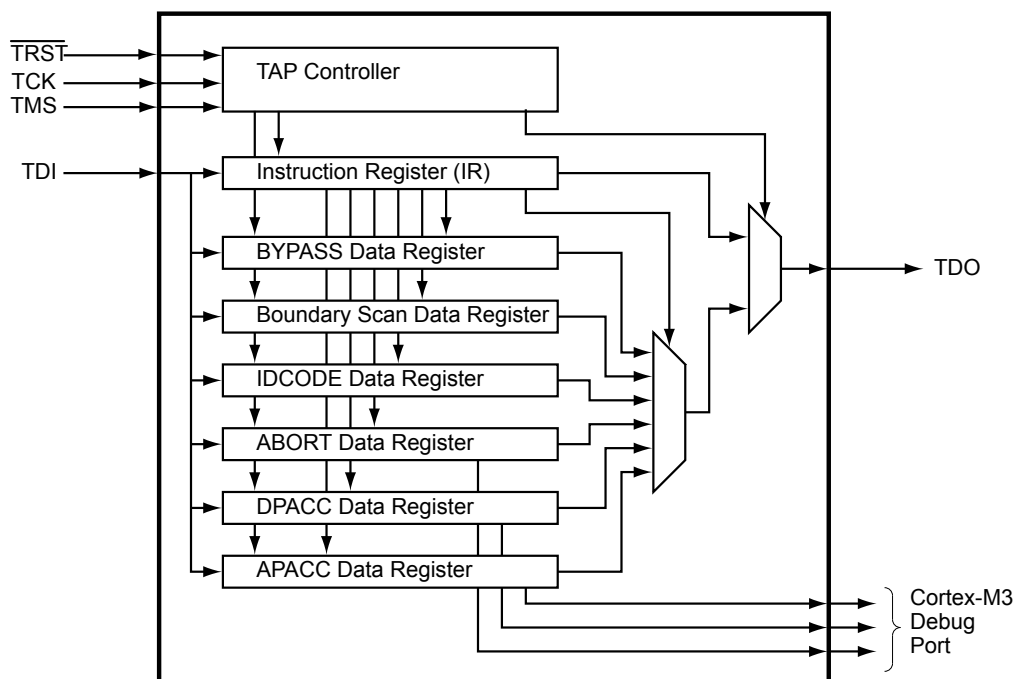 TRST
TCK
TMS
TDI
TAP Controller
Instruction Register (IR)
BYPASS Data Register
Boundary Scan Data Register
IDCODE Data Register
ABORT Data Register
DPACC Data Register
APACC Data Register
TDO
Cortex-M3
Debug
Port